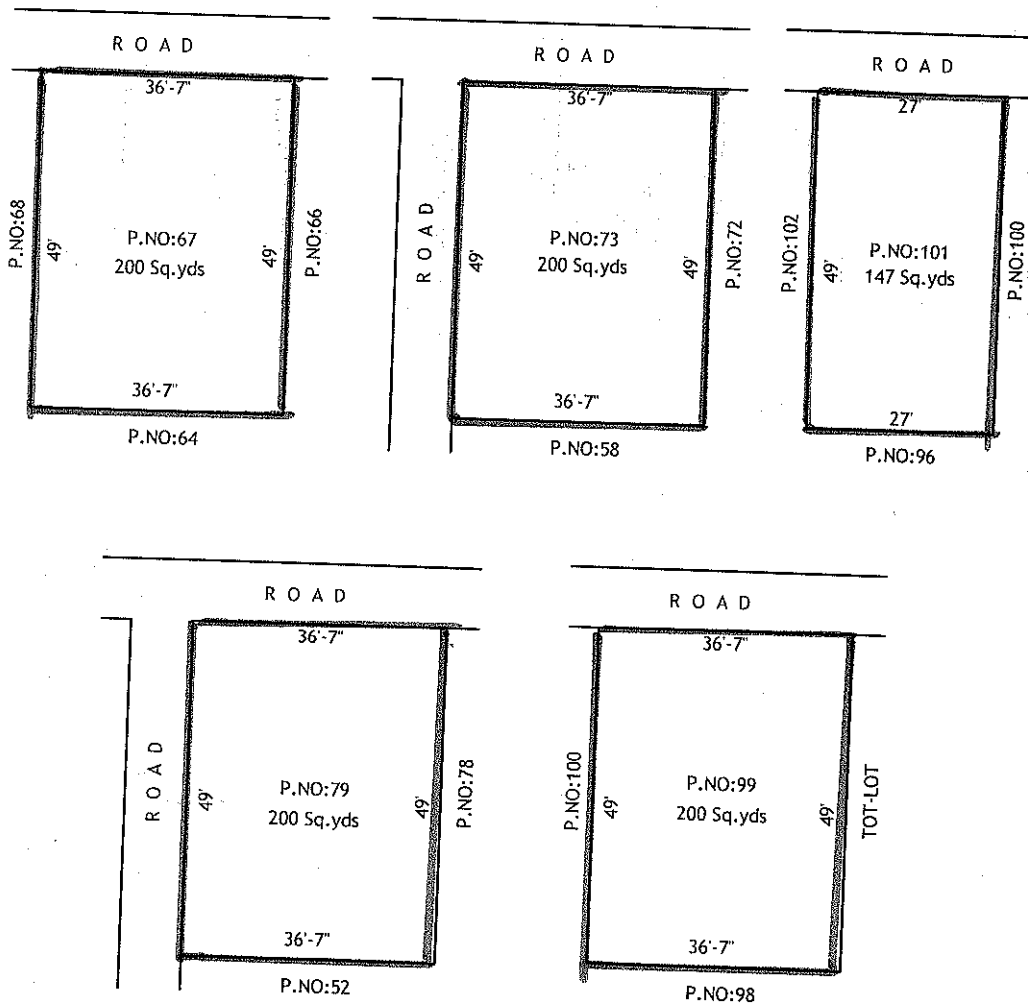 ROAD
36'-7"
P.NO:68
49'
P.NO:67
200 Sq.yds
49'
P.NO:66
36'-7"
P.NO:64
ROAD
ROAD
36'-7"
49'
P.NO:73
200 Sq.yds
49'
P.NO:72
36'-7"
P.NO:58
ROAD
27'
P.NO:102
49'
P.NO:101
147 Sq.yds
P.NO:100
27'
P.NO:96
ROAD
ROAD
36'-7"
49'
P.NO:79
200 Sq.yds
49'
P.NO:78
36'-7"
P.NO:52
ROAD
36'-7"
P.NO:100
49'
P.NO:99
200 Sq.yds
49'
TOT-LOT
36'-7"
P.NO:98